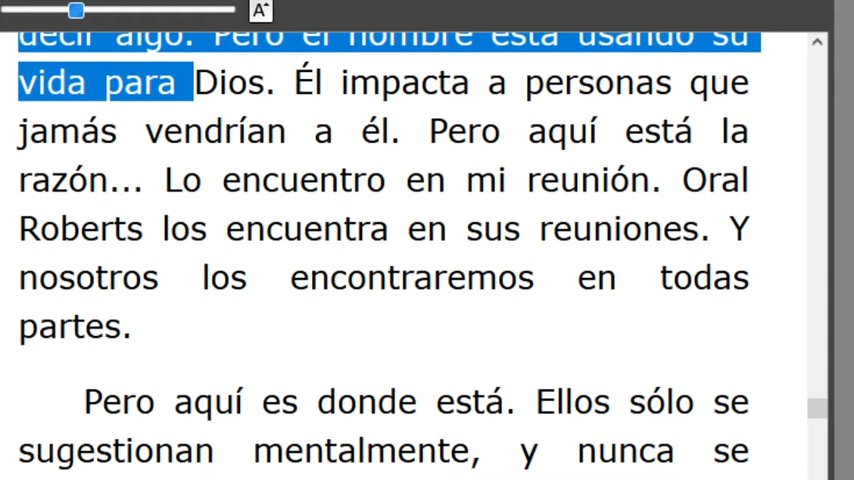 decir algo. Pero el hombre está usando su
vida para Dios. Él impacta a personas que
jamás vendrían a él. Pero aquí está la
razón... Lo encuentro en mi reunión. Oral
Roberts los encuentra en sus reuniones. Y
nosotros los encontraremos en todas
partes.
Pero aquí es donde está. Ellos sólo se
sugestionan mentalmente, y nunca se